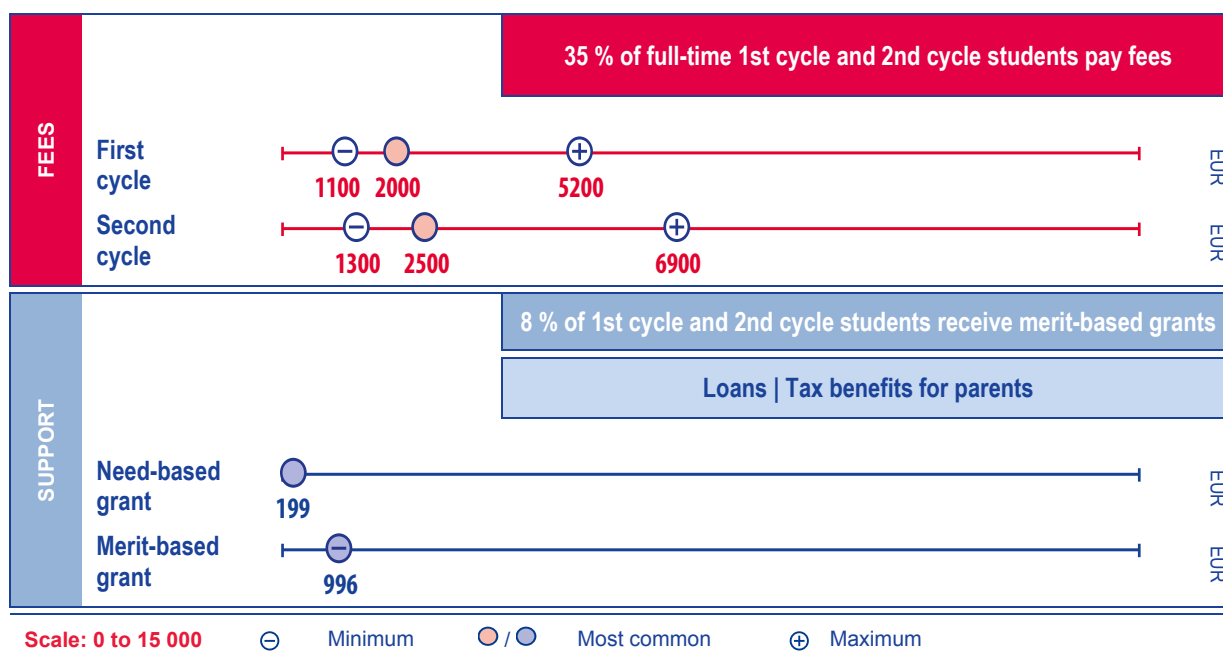 35 % of full-time 1st cycle and 2nd cycle students pay fees
FEES
First
cycle
1100 2000 5200
EUR
Second
cycle
1300 2500 6900
EUR
8 % of 1st cycle and 2nd cycle students receive merit-based grants
Loans | Tax benefits for parents
SUPPORT
Need-based
grant
199
EUR
Merit-based
grant
996
EUR
Scale: 0 to 15 000 Minimum / Most common Maximum